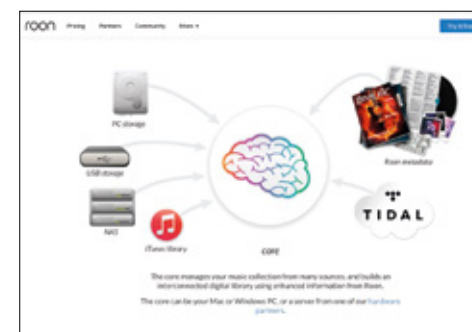 roon Pricing Partners Community More
PC storage
USB storage
NAS
iTunes library
CORE
Roon metadata
TIDAL
The core manages your music collection from many sources, and builds an
interconnected digital library using enhanced information from Roon.
The core can be your Mac or Windows PC, or a server from one of our hardware
partners.